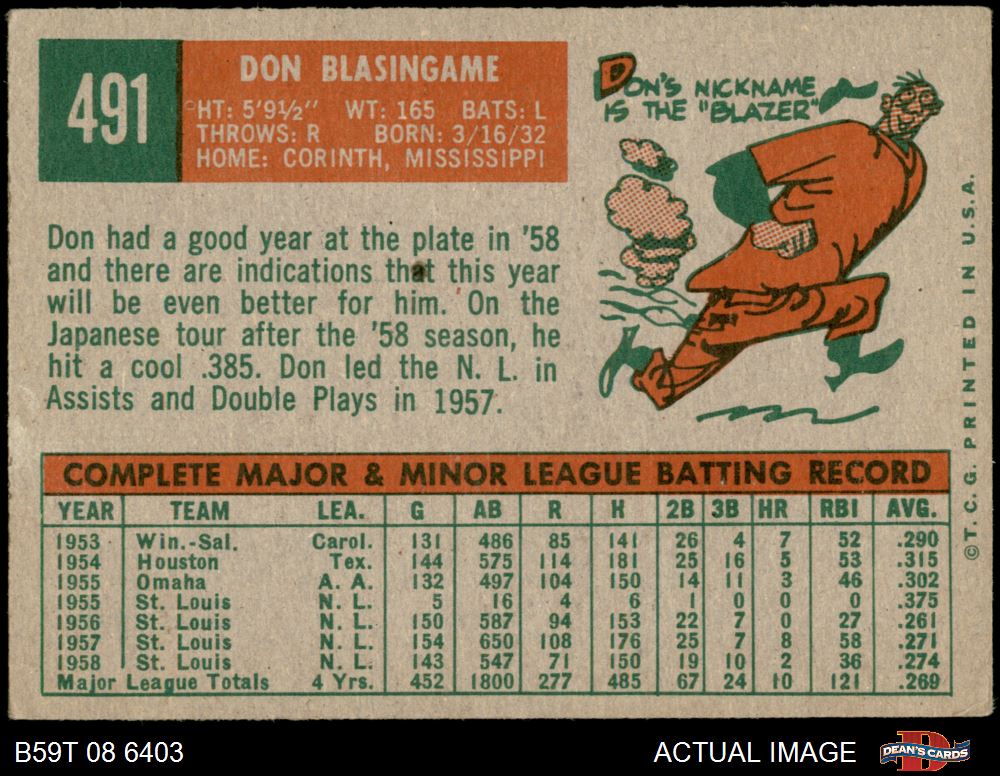 491
DON BLASINGAME
HT: 5'9½" WT: 165 BATS: L
THROWS: R BORN: 3/16/32
HOME: CORINTH, MISSISSIPPI
DON'S NICKNAME
IS THE "BLAZER"
Don had a good year at the plate in '58
and there are indications that this year
will be even better for him. On the
Japanese tour after the '58 season, he
hit a cool .385. Don led the N. L. in
Assists and Double Plays in 1957.
COMPLETE MAJOR & MINOR LEAGUE BATTING RECORD
YEAR TEAM LEA. G AB R H 2B 3B HR RBI AVG.
1953 Win.-Sal. Carol. 131 486 85 141 26 4 7 52 .290
1954 Houston Tex. 144 575 114 181 25 16 5 53 .315
1955 Omaha A. A. 132 497 104 150 14 11 3 46 .302
1955 St. Louis N. L. 5 16 4 6 1 0 0 0 .375
1956 St. Louis N. L. 150 587 94 153 22 7 0 27 .261
1957 St. Louis N. L. 154 650 108 176 25 7 8 58 .271
1958 St. Louis N. L. 143 547 71 150 19 10 2 36 .274
Major League Totals 4 Yrs. 452 1800 277 485 67 24 10 121 .269
© T. C. G. PRINTED IN U.S.A.
B59T 08 6403
ACTUAL IMAGE
D
DEAN'S CARDS